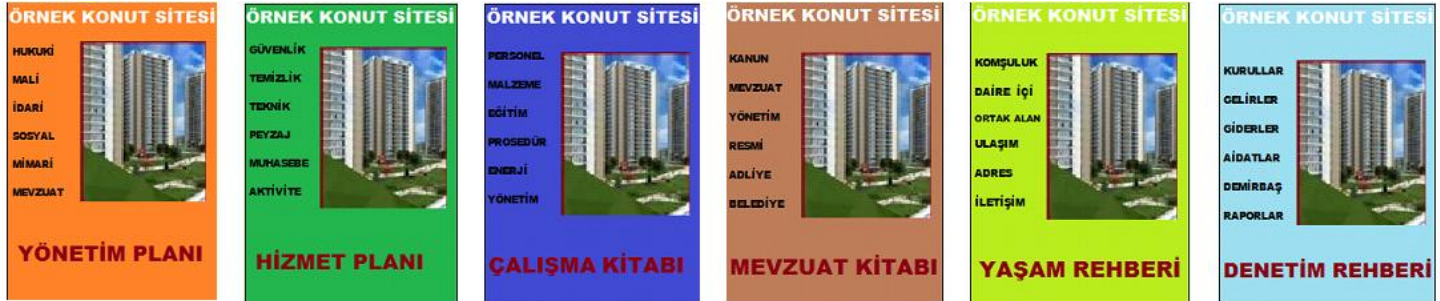 ÖRNEK KONUT SİTESİ
HUKUKİ
MALİ
İDARİ
SOSYAL
MİMARİ
MEVZUAT
YÖNETİM PLANI
ÖRNEK KONUT SİTESİ
GÜVENLİK
TEMİZLİK
TEKNİK
PEYZAJ
MUHASEBE
AKTİVİTE
HİZMET PLANI
ÖRNEK KONUT SİTESİ
PERSONEL
MALZEME
EĞİTİM
PROSEDÜR
ENERJİ
YÖNETİM
ÇALIŞMA KİTABI
ÖRNEK KONUT SİTESİ
KANUN
MEVZUAT
YÖNETİM
RESMİ
ADLİYE
BELEDİYE
MEVZUAT KİTABI
ÖRNEK KONUT SİTESİ
KOMŞULUK
DAİRE İÇİ
ORTAK ALAN
ULAŞIM
ADRES
İLETİŞİM
YAŞAM REHBERİ
ÖRNEK KONUT SİTESİ
KURULLAR
GELİRLER
GİDERLER
AİDATLAR
DEMİRBAŞ
RAPORLAR
DENETİM REHBERİ